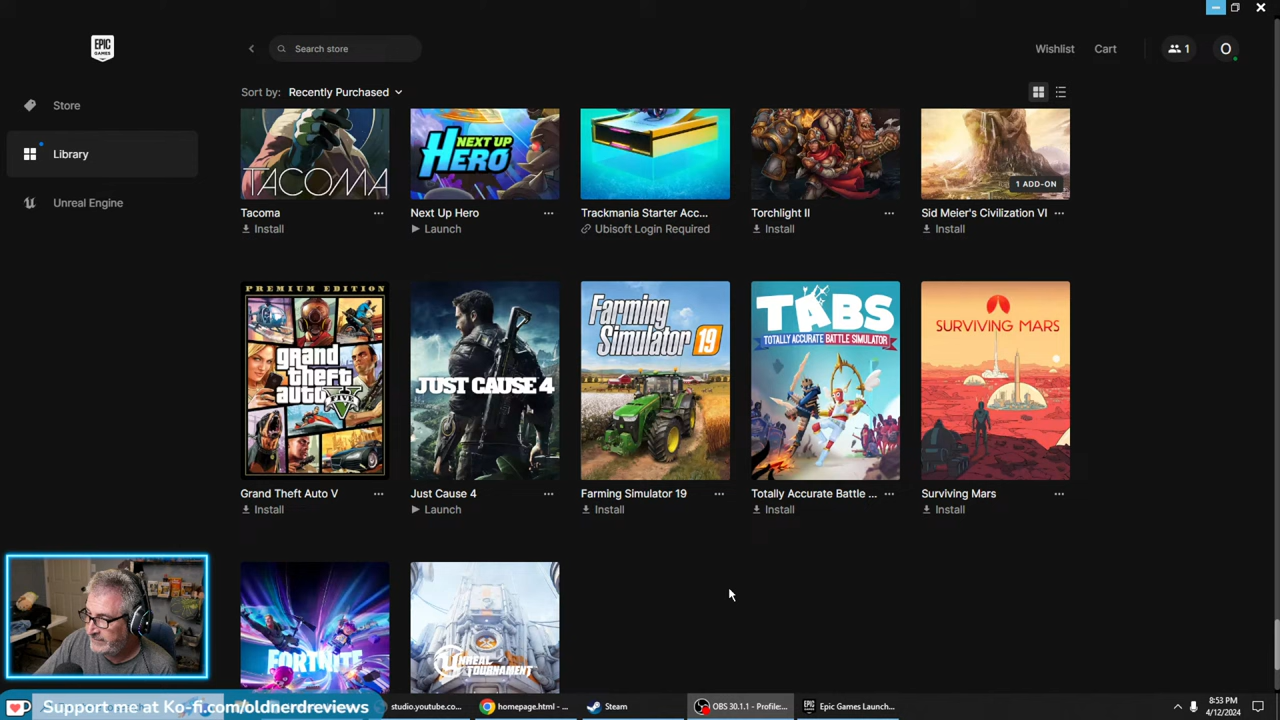 EPIC
GAMES
Search store
Wishlist
Cart
1
O
Store
Library
Unreal Engine
Sort by: Recently Purchased
TACOMA
NEXT UP
HERO
1 ADD-ON
Tacoma
Install
Next Up Hero
Launch
Trackmania Starter Acc...
Ubisoft Login Required
Torchlight II
Install
Sid Meier's Civilization VI
Install
PREMIUM EDITION
grand
theft
auto
V
FIVE
JUST CAUSE 4
Farming
Simulator 19
TABS
TOTALLY ACCURATE BATTLE SIMULATOR
SURVIVING MARS
Grand Theft Auto V
Install
Just Cause 4
Launch
Farming Simulator 19
Install
Totally Accurate Battle ...
Install
Surviving Mars
Install
FORTNITE
UNREAL TOURNAMENT
Support me at Ko-fi.com/oldnerdreviews
studio.youtube.co...
homepage.html - ...
Steam
OBS 30.1.1 - Profile:...
Epic Games Launch...
8:53 PM
4/12/2024